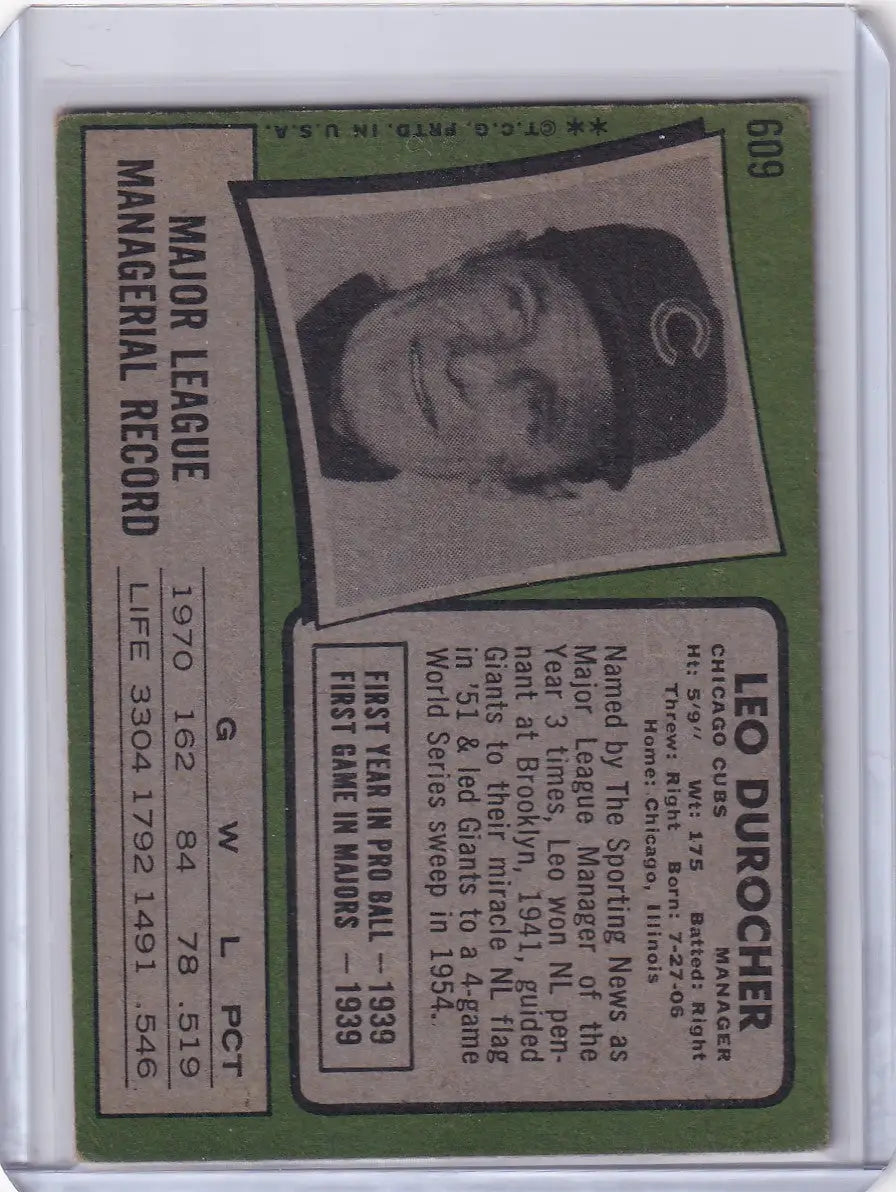 609
**©T.C.G. PRTD. IN U.S.A.
C
LEO DUROCHER
MANAGER
CHICAGO CUBS
Ht: 5'9" Wt: 175 Batted: Right
Threw: Right Born: 7-27-06
Home: Chicago, Illinois
Named by The Sporting News as
Major League Manager of the
Year 3 times, Leo won NL pen-
nant at Brooklyn, 1941, guided
Giants to their miracle NL flag
in '51 & led Giants to a 4-game
World Series sweep in 1954.
FIRST YEAR IN PRO BALL — 1939
FIRST GAME IN MAJORS — 1939
MAJOR LEAGUE
MANAGERIAL RECORD
G W L PCT
1970 162 84 78 .519
LIFE 3304 1792 1491 .546